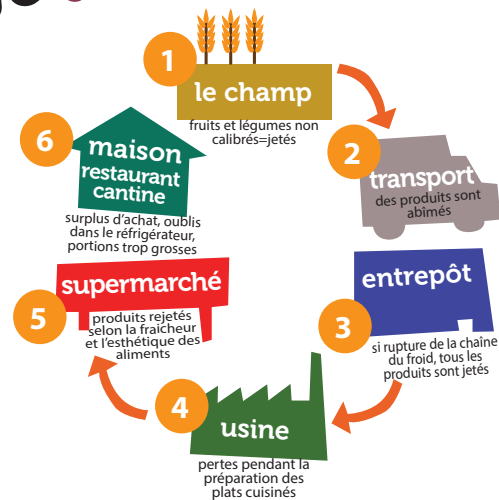 1
le champ
fruits et légumes non
calibrés=jetés
2
transport
des produits sont
abîmés
entrepôt
3
si rupture de la chaîne
du froid, tous les
produits sont jetés
4
usine
pertes pendant la
préparation des
plats cuisinés
supermarché
5
produits rejetés
selon la fraicheur
et l'esthétique des
aliments
6
maison
restaurant
cantine
surplus d'achat, oublis
dans le réfrigérateur,
portions trop grosses